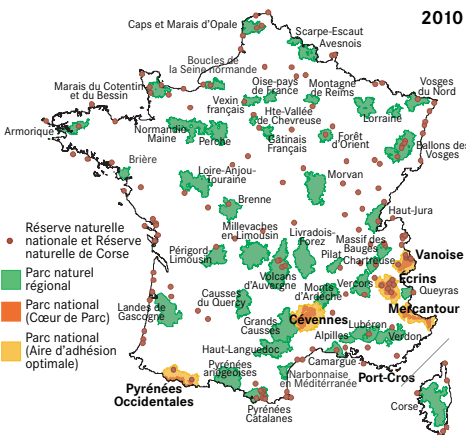 2010
Caps et Marais d'Opale
Scarpe-Escaut
Avesnois
Boucles de
la Seine normande
Oise-pays
de France
Montagne
de Reims
Vosges
du Nord
Marais du Cotentin
et du Bessin
Vexin
français
Hte-Vallée
de Chevreuse
Lorraine
Armorique
Normandie
Maine
Perche
Gâtinais
Français
Forêt
d'Orient
Ballons des
Vosges
Brière
Loire-Anjou-
Touraine
Morvan
Brenne
Haut-Jura
Réserve naturelle
nationale et Réserve
naturelle de Corse
Parc naturel
régional
Parc national
(Cœur de Parc)
Parc national
(Aire d'adhésion
optimale)
Millevaches
en Limousin
Livradois-
Forez
Massif des
Bauges
Périgord
Limousin
Pilat
Chartreuse
Vanoise
Volcans
d'Auvergne
Monts
d'Ardèche
Vercors
Écrins
Queyras
Causses
du Quercy
Landes de
Gascogne
Mercantour
Grands
Causses
Cévennes
Lubéron
Alpilles
Verdon
Haut-Languedoc
Camargue
Pyrénées
ariégeoises
Narbonnaise
en Méditérranée
Port-Cros
Pyrénées
Occidentales
Pyrénées
Catalanes
Corse